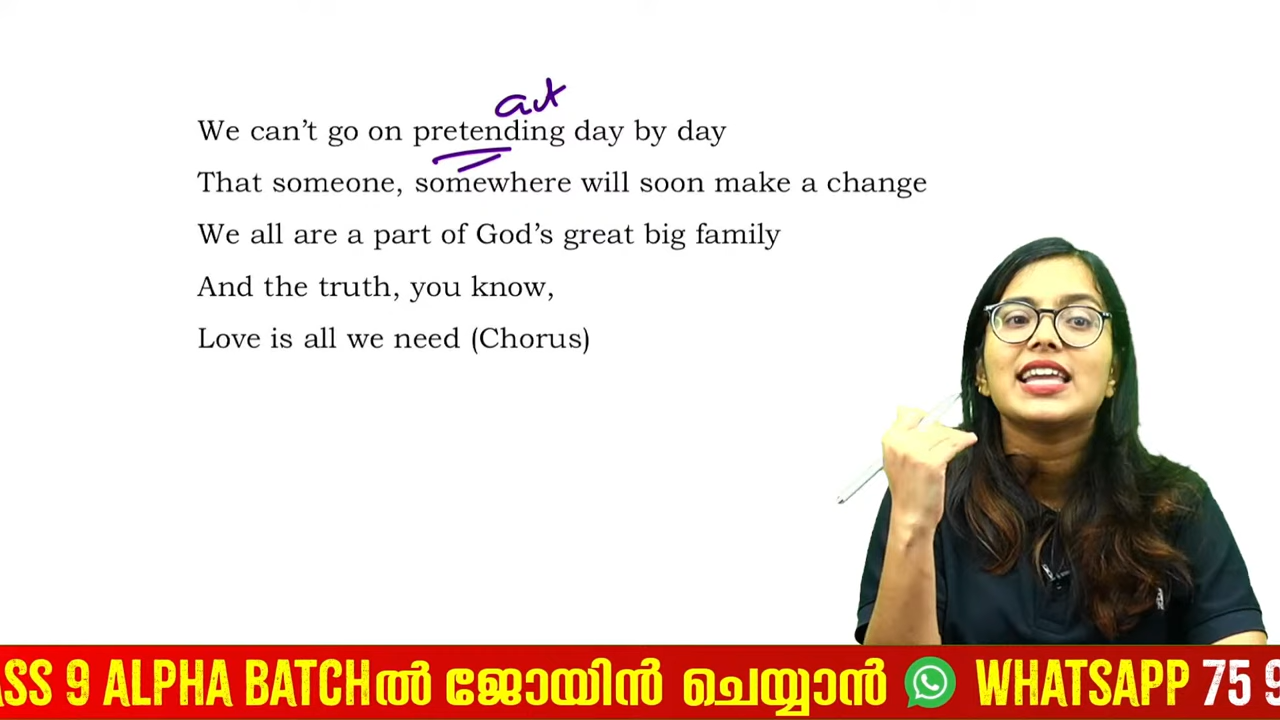 act
We can't go on pretending day by day
That someone, somewhere will soon make a change
We all are a part of God's great big family
And the truth, you know,
Love is all we need (Chorus)
ASS 9 ALPHA BATCHൽ ജോയിൻ ചെയ്യാൻ WHATSAPP 75 9